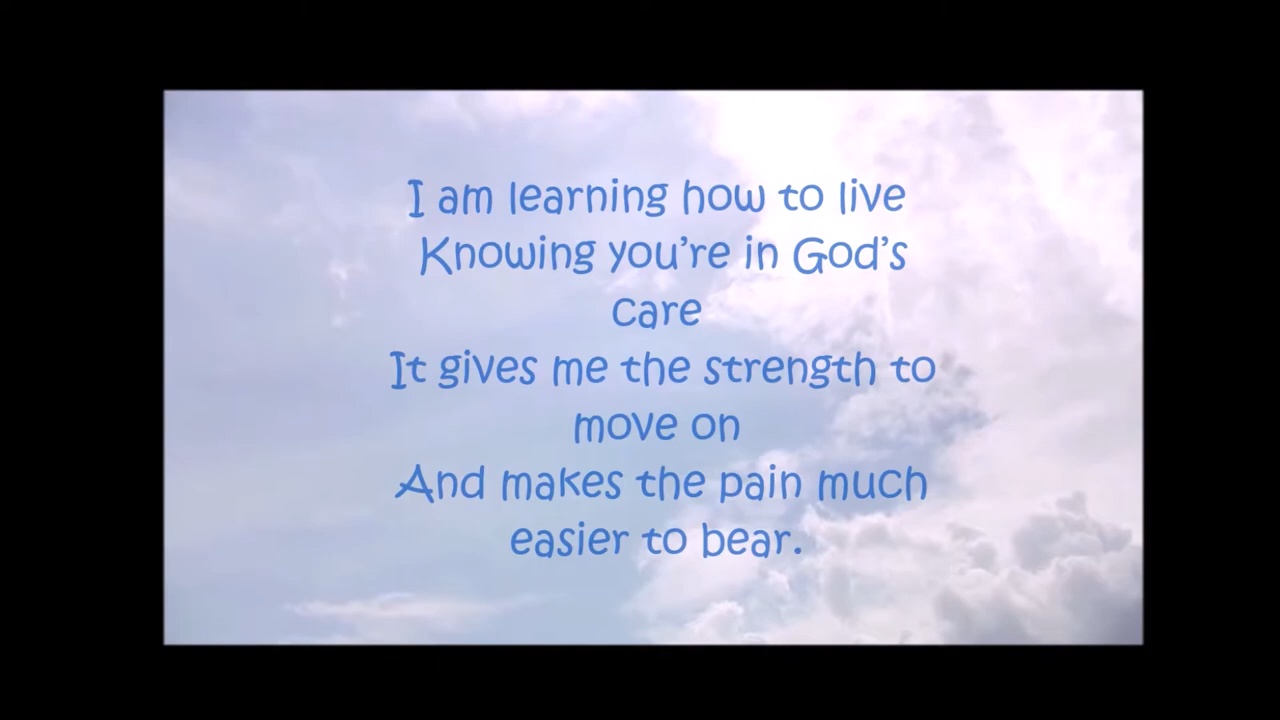 I am learning how to live
Knowing you’re in God’s
care
It gives me the strength to
move on
And makes the pain much
easier to bear.